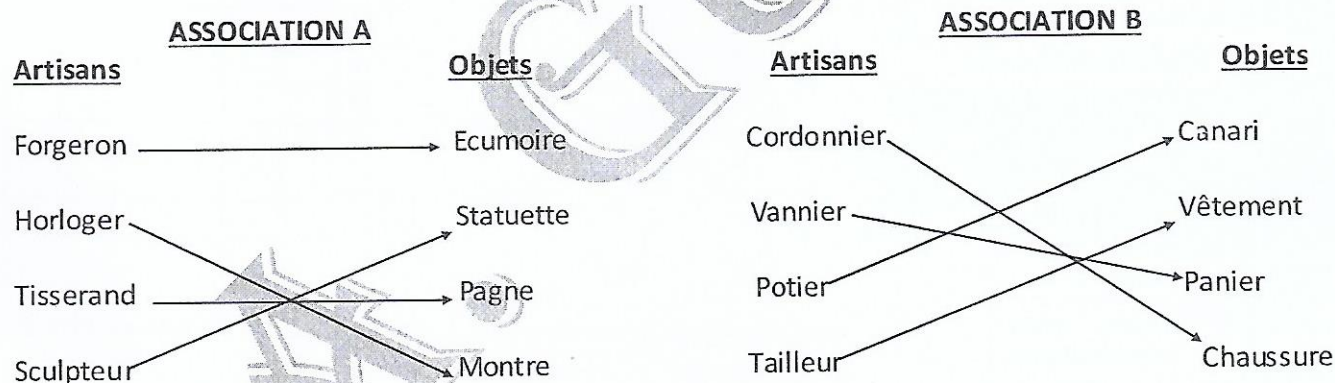 ASSOCIATION A
Artisans Objets
Forgeron Ecumoire
Horloger Statuette
Tisserand Pagne
Sculpteur Montre
ASSOCIATION B
Artisans Objets
Cordonnier Canari
Vannier Vêtement
Potier Panier
Tailleur Chaussure